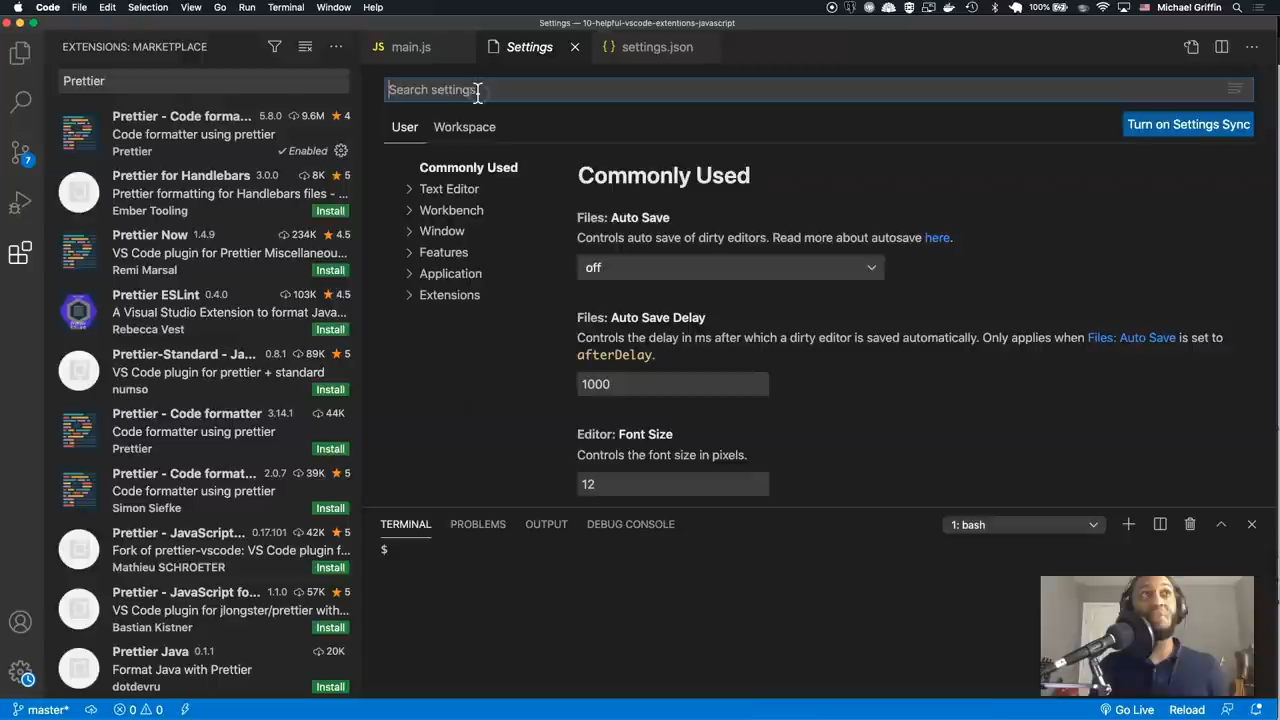 Code File Edit Selection View Go Run Terminal Window Help 100% Michael Griffin
Settings — 10-helpful-vscode-extentions-javascript
EXTENSIONS: MARKETPLACE
JS main.js
Settings
{ } settings.json
Prettier
Search settings
User Workspace
Turn on Settings Sync
Prettier - Code forma... 5.8.0 9.6M ★ 4
Code formatter using prettier
Prettier ✓ Enabled
Prettier for Handlebars 3.0.0 8K ★ 5
Prettier formatting for Handlebars files - ...
Ember Tooling Install
Prettier Now 1.4.9 234K ★ 4.5
VS Code plugin for Prettier Miscellaneou...
Remi Marsal Install
Prettier ESLint 0.4.0 103K ★ 4.5
A Visual Studio Extension to format Java...
Rebecca Vest Install
Prettier-Standard - Ja... 0.8.1 89K ★ 5
VS Code plugin for prettier + standard
numso Install
Prettier - Code formatter 3.14.1 44K
Code formatter using prettier
Prettier Install
Prettier - Code format... 2.0.7 39K ★ 5
Code formatter using prettier
Simon Siefke Install
Prettier - JavaScript... 0.17.101 42K ★ 5
Fork of prettier-vscode: VS Code plugin f...
Mathieu SCHROETER Install
Prettier - JavaScript fo... 1.1.0 57K ★ 5
VS Code plugin for jlongster/prettier with...
Bastian Kistner Install
Prettier Java 0.1.1 20K
Format Java with Prettier
dotdevru Install
Commonly Used
Text Editor
Workbench
Window
Features
Application
Extensions
Commonly Used
Files: Auto Save
Controls auto save of dirty editors. Read more about autosave here.
off
Files: Auto Save Delay
Controls the delay in ms after which a dirty editor is saved automatically. Only applies when Files: Auto Save is set to
afterDelay.
1000
Editor: Font Size
Controls the font size in pixels.
12
TERMINAL PROBLEMS OUTPUT DEBUG CONSOLE 1: bash
$
7
master* 0 0 Go Live Reload